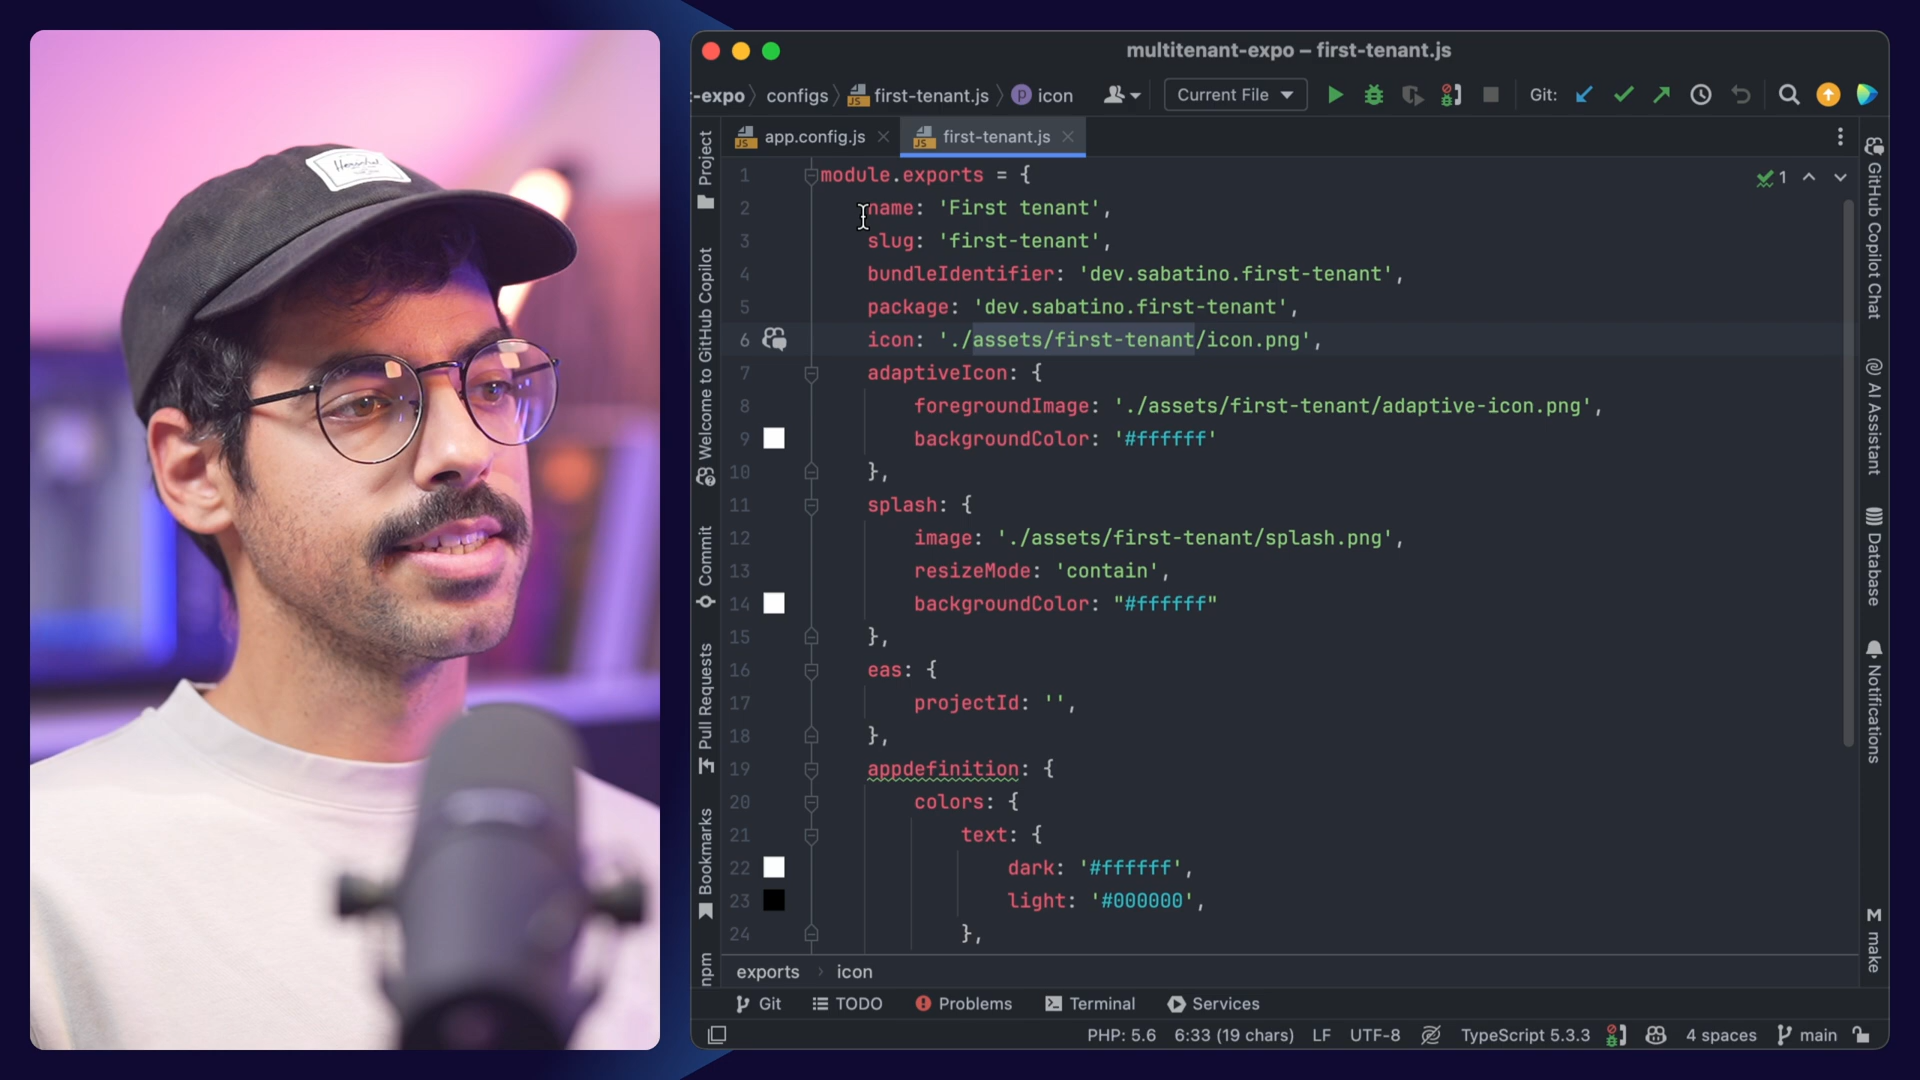 Herschel
multitenant-expo – first-tenant.js
-expo configs first-tenant.js icon Current File Git:
app.config.js first-tenant.js
Project
Welcome to GitHub Copilot
Commit
Pull Requests
Bookmarks
npm
1 module.exports = {
2 name: 'First tenant',
3 slug: 'first-tenant',
4 bundleIdentifier: 'dev.sabatino.first-tenant',
5 package: 'dev.sabatino.first-tenant',
6 icon: './assets/first-tenant/icon.png',
7 adaptiveIcon: {
8 foregroundImage: './assets/first-tenant/adaptive-icon.png',
9 backgroundColor: '#ffffff'
10 },
11 splash: {
12 image: './assets/first-tenant/splash.png',
13 resizeMode: 'contain',
14 backgroundColor: "#ffffff"
15 },
16 eas: {
17 projectId: '',
18 },
19 appdefinition: {
20 colors: {
21 text: {
22 dark: '#ffffff',
23 light: '#000000',
24 },
1
GitHub Copilot Chat
AI Assistant
Database
Notifications
M make
exports › icon
Git TODO Problems Terminal Services
PHP: 5.6 6:33 (19 chars) LF UTF-8 TypeScript 5.3.3 4 spaces main